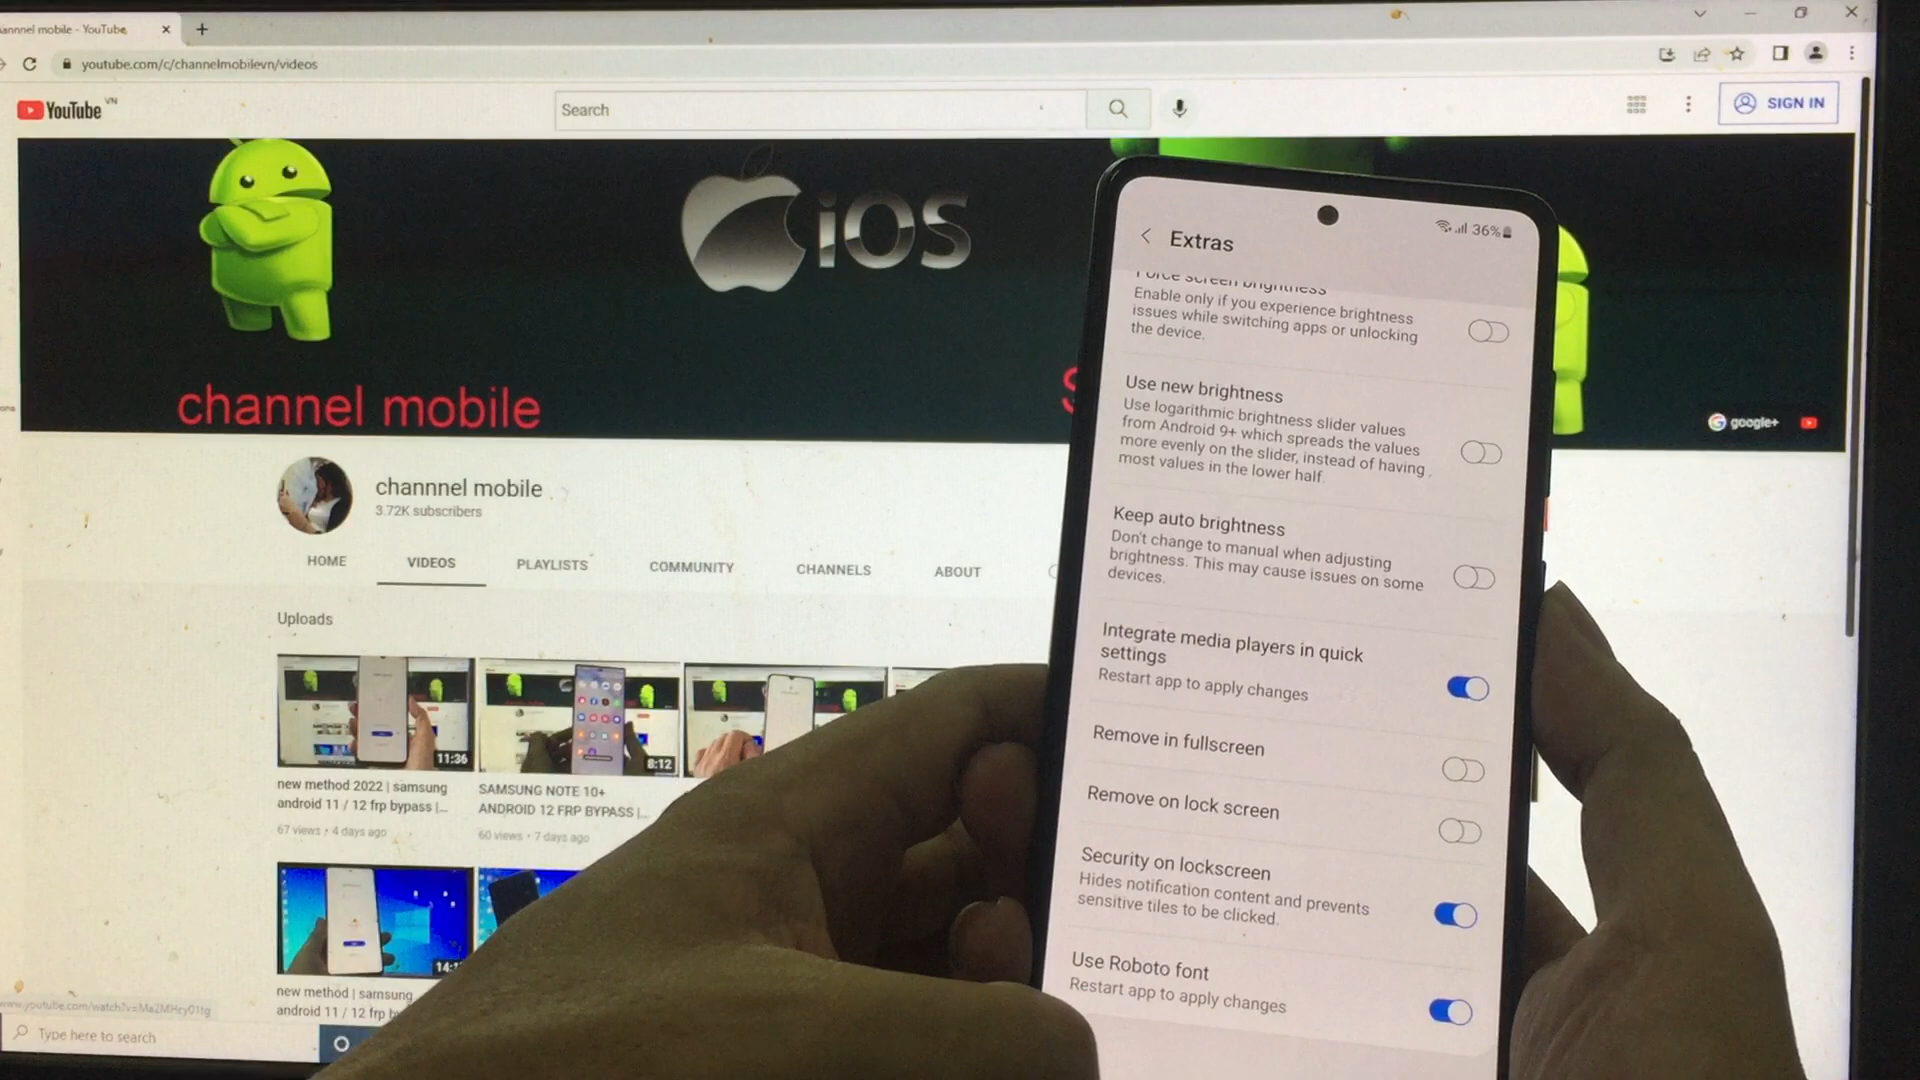 channnel mobile - YouTube
youtube.com/c/channelmobilevn/videos
YouTube VN
Search
SIGN IN
iOS
channel mobile
S
google+
channnel mobile
3.72K subscribers
HOME
VIDEOS
PLAYLISTS
COMMUNITY
CHANNELS
ABOUT
Uploads
11:36
8:12
new method 2022 | samsung
android 11 / 12 frp bypass |...
67 views • 4 days ago
SAMSUNG NOTE 10+
ANDROID 12 FRP BYPASS |...
60 views • 7 days ago
new method | samsung
android 11 / 12 frp
Type here to search
36%
Extras
Force screen brightness
Enable only if you experience brightness
issues while switching apps or unlocking
the device.
Use new brightness
Use logarithmic brightness slider values
from Android 9+ which spreads the values
more evenly on the slider, instead of having
most values in the lower half.
Keep auto brightness
Don't change to manual when adjusting
brightness. This may cause issues on some
devices.
Integrate media players in quick
settings
Restart app to apply changes
Remove in fullscreen
Remove on lock screen
Security on lockscreen
Hides notification content and prevents
sensitive tiles to be clicked.
Use Roboto font
Restart app to apply changes